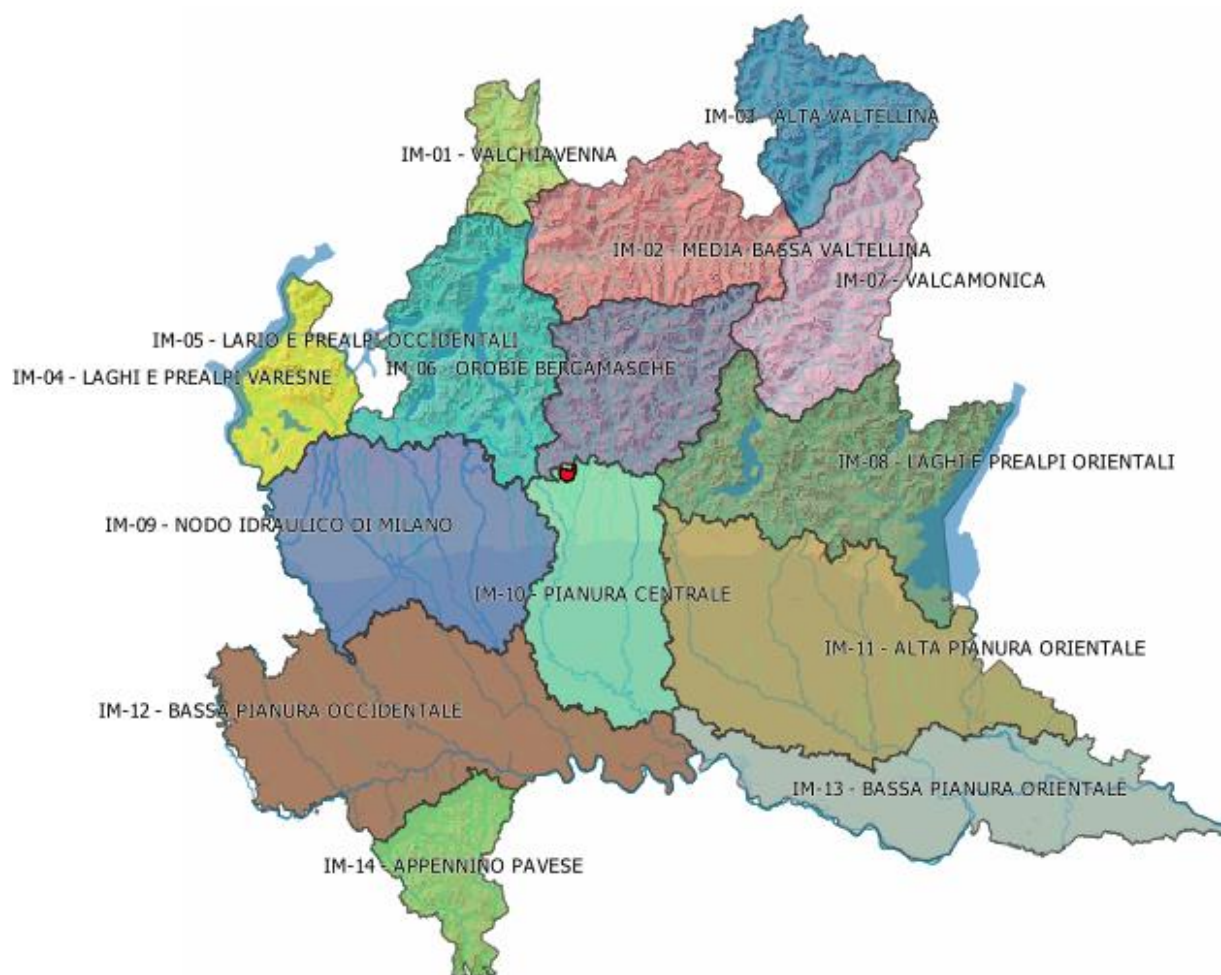 IM-03 - ALTA VALTELLINA
IM-01 - VALCHIAVENNA
IM-02 - MEDIA BASSA VALTELLINA
IM-07 - VALCAMONICA
IM-05 - LARIO E PREALPI OCCIDENTALI
IM-06 - OROBIE BERGAMASCHE
IM-04 - LAGHI E PREALPI VARESNE
IM-08 - LAGHI E PREALPI ORIENTALI
IM-09 - NODO IDRAULICO DI MILANO
IM-10 - PIANURA CENTRALE
IM-11 - ALTA PIANURA ORIENTALE
IM-12 - BASSA PIANURA OCCIDENTALE
IM-13 - BASSA PIANURA ORIENTALE
IM-14 - APPENNINO PAVESE